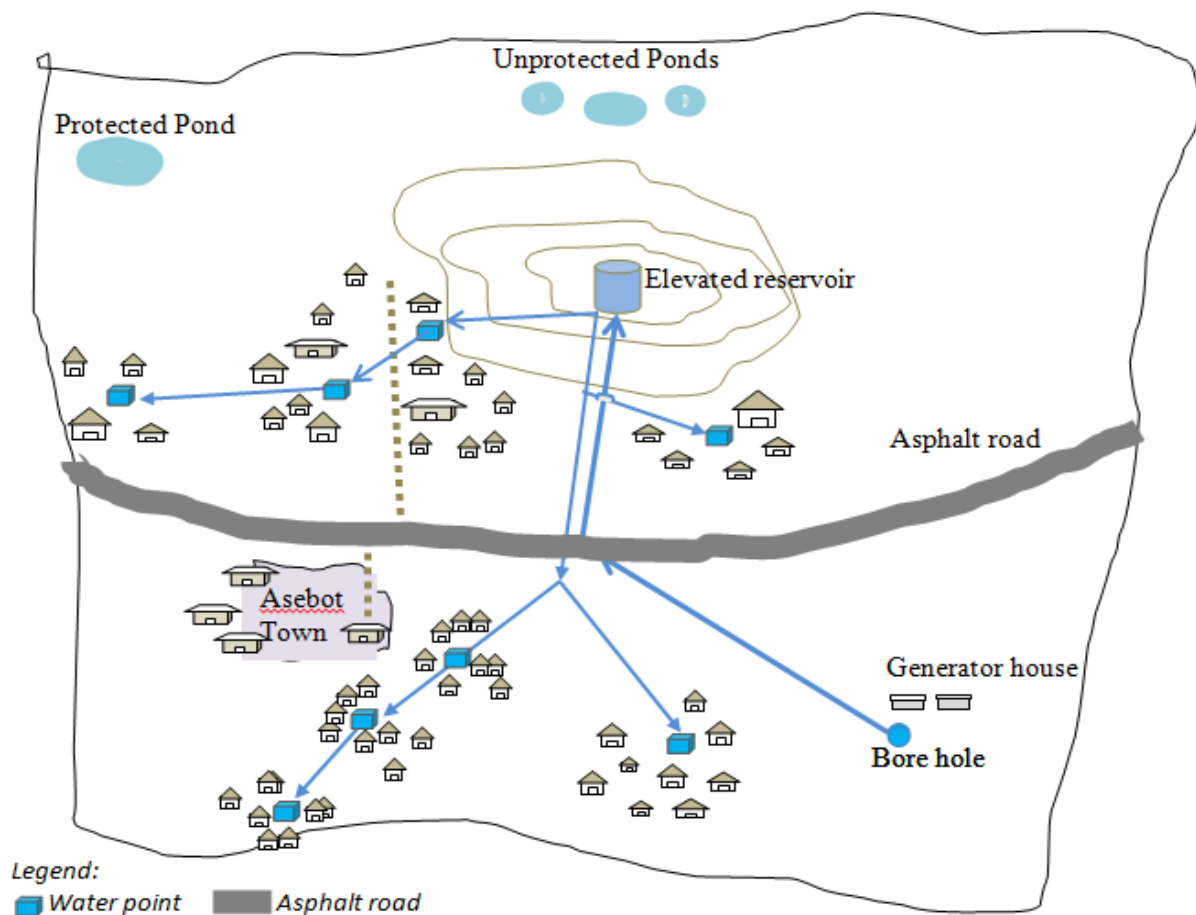 Unprotected Ponds
Protected Pond
Elevated reservoir
Asphalt road
Asebot
Town
Generator house
Bore hole
Legend:
Water point
Asphalt road